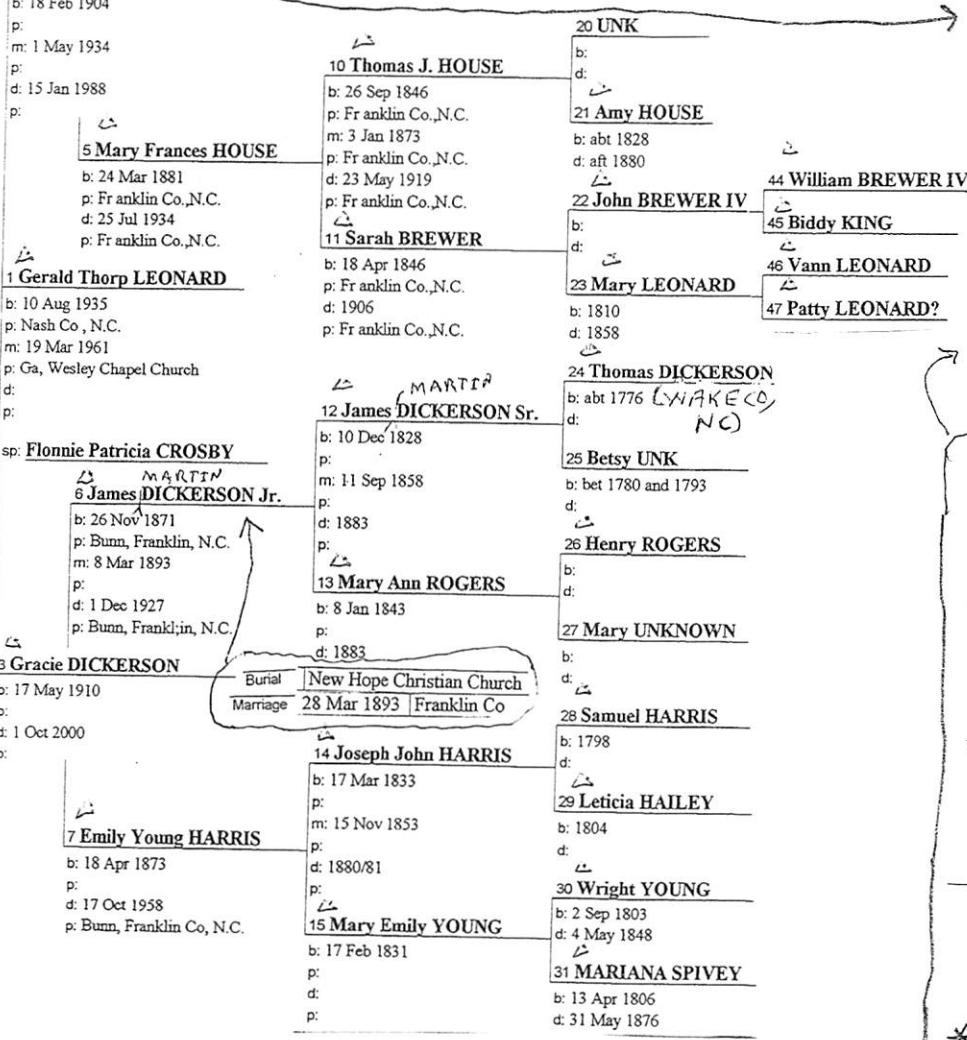 b: 18 Feb 1904
p:
m: 1 May 1934
p:
d: 15 Jan 1988
p:
5 Mary Frances HOUSE
b: 24 Mar 1881
p: Fr anklin Co.,N.C.
d: 25 Jul 1934
p: Fr anklin Co.,N.C.
1 Gerald Thorp LEONARD
b: 10 Aug 1935
p: Nash Co , N.C.
m: 19 Mar 1961
p: Ga, Wesley Chapel Church
d:
p:
sp: Flonnie Patricia CROSBY
MARTIN
6 James DICKERSON Jr.
b: 26 Nov 1871
p: Bunn, Franklin, N.C.
m: 8 Mar 1893
p:
d: 1 Dec 1927
p: Bunn, Frankl;in, N.C.
3 Gracie DICKERSON
b: 17 May 1910
p:
d: 1 Oct 2000
p:
7 Emily Young HARRIS
b: 18 Apr 1873
p:
d: 17 Oct 1958
p: Bunn, Franklin Co, N.C.
10 Thomas J. HOUSE
b: 26 Sep 1846
p: Fr anklin Co.,N.C.
m: 3 Jan 1873
p: Fr anklin Co.,N.C.
d: 23 May 1919
p: Fr anklin Co.,N.C.
11 Sarah BREWER
b: 18 Apr 1846
p: Fr anklin Co.,N.C.
d: 1906
p: Fr anklin Co.,N.C.
MARTIN
12 James DICKERSON Sr.
b: 10 Dec 1828
p:
m: 11 Sep 1858
p:
d: 1883
p:
13 Mary Ann ROGERS
b: 8 Jan 1843
p:
d: 1883
Burial New Hope Christian Church
Marriage 28 Mar 1893 Franklin Co
14 Joseph John HARRIS
b: 17 Mar 1833
p:
m: 15 Nov 1853
p:
d: 1880/81
p:
15 Mary Emily YOUNG
b: 17 Feb 1831
p:
d:
p:
20 UNK
b:
d:
21 Amy HOUSE
b: abt 1828
d: aft 1880
22 John BREWER IV
b:
d:
23 Mary LEONARD
b: 1810
d: 1858
24 Thomas DICKERSON
b: abt 1776 (WAKE CO,
d: NC)
25 Betsy UNK
b: bet 1780 and 1793
d:
26 Henry ROGERS
b:
d:
27 Mary UNKNOWN
b:
d:
28 Samuel HARRIS
b: 1798
d:
29 Leticia HAILEY
b: 1804
d:
30 Wright YOUNG
b: 2 Sep 1803
d: 4 May 1848
31 MARIANA SPIVEY
b: 13 Apr 1806
d: 31 May 1876
44 William BREWER IV
45 Biddy KING
46 Vann LEONARD
47 Patty LEONARD?